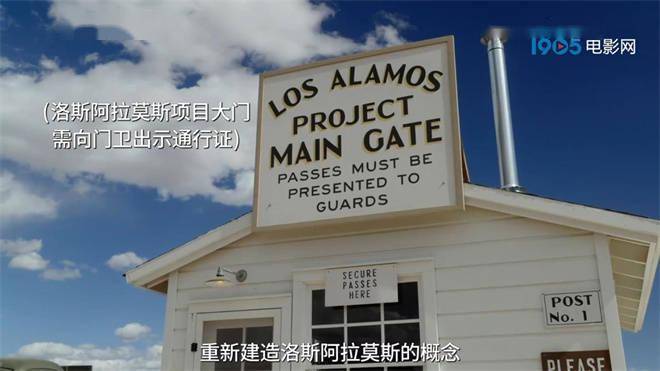 1905电影网
(洛斯阿拉莫斯项目大门
需向门卫出示通行证)
LOS ALAMOS
PROJECT
MAIN GATE
PASSES MUST BE
PRESENTED TO
GUARDS
SECURE
PASSES
HERE
POST
No. 1
PLEASE
重新建造洛斯阿拉莫斯的概念